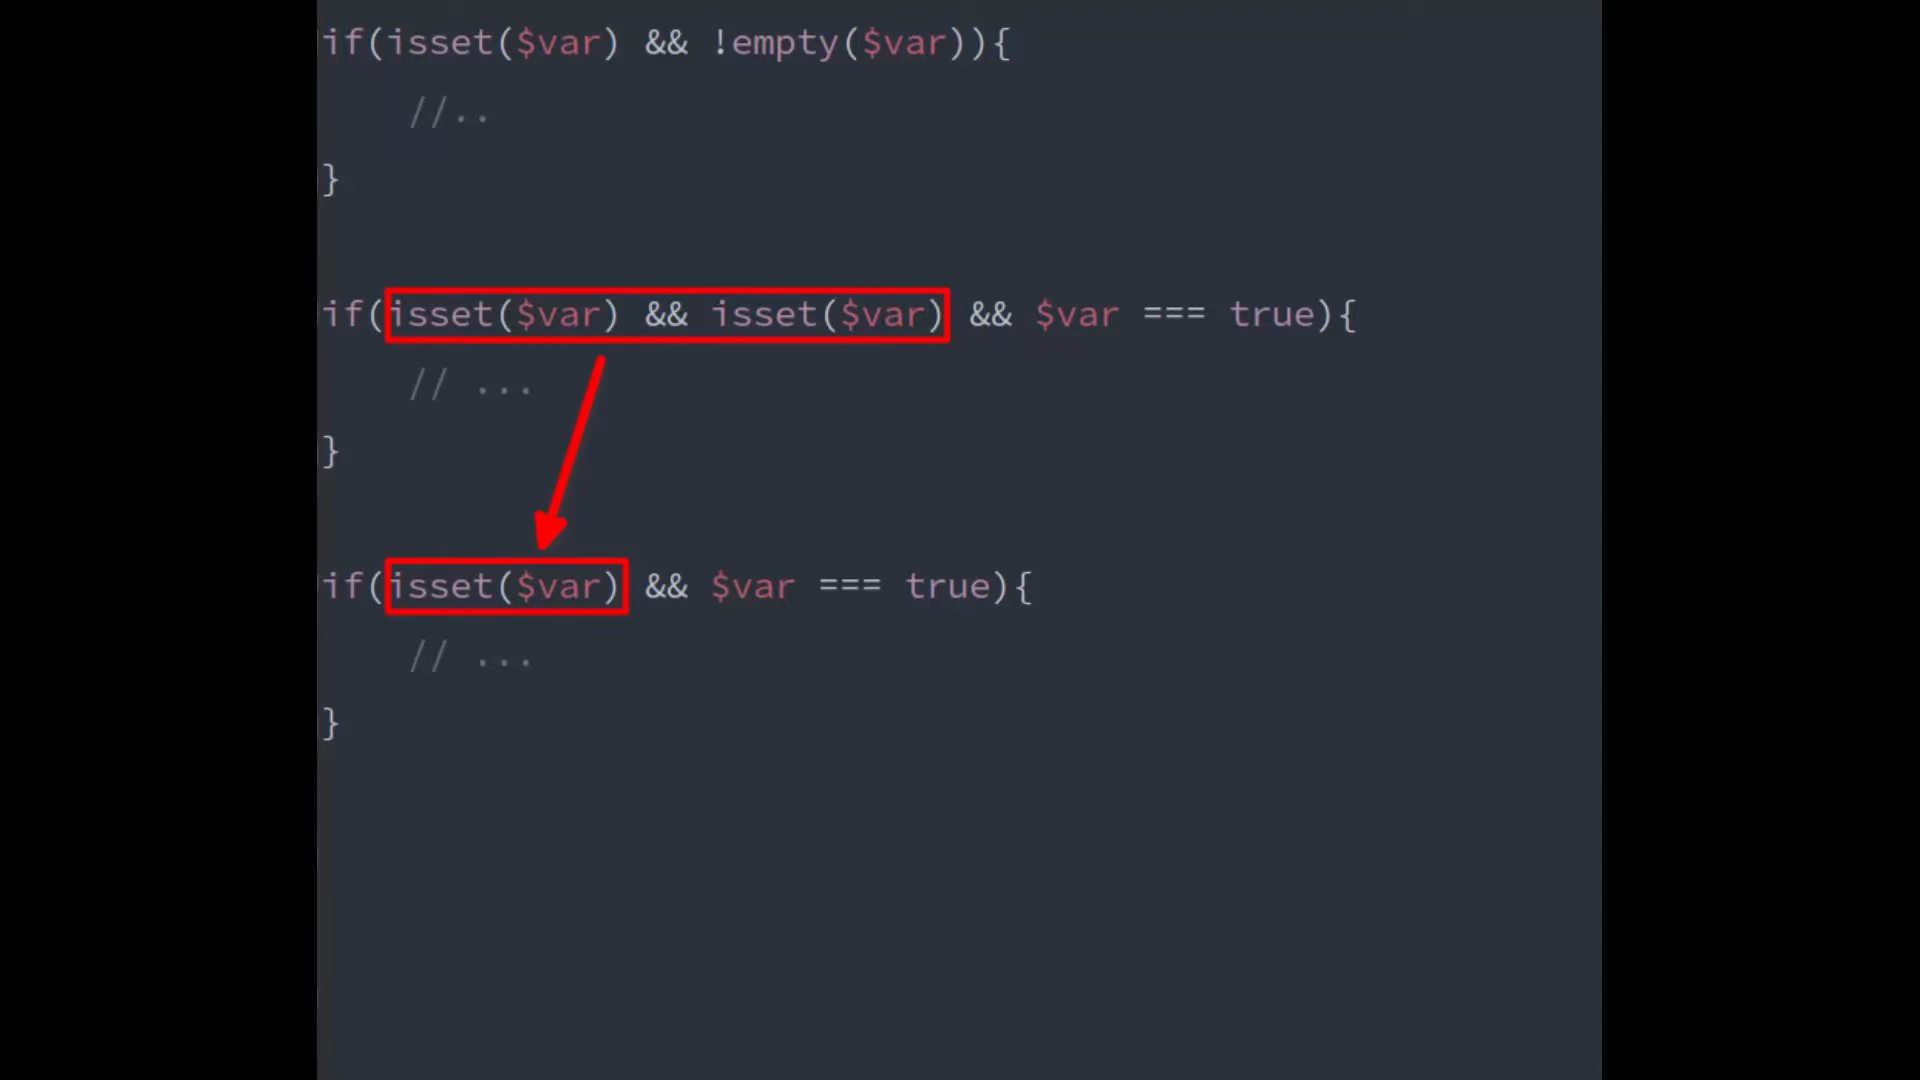 if(isset($var) && !empty($var)){
//..
}
if(isset($var) && isset($var) && $var === true){
// ...
}
if(isset($var) && $var === true){
// ...
}